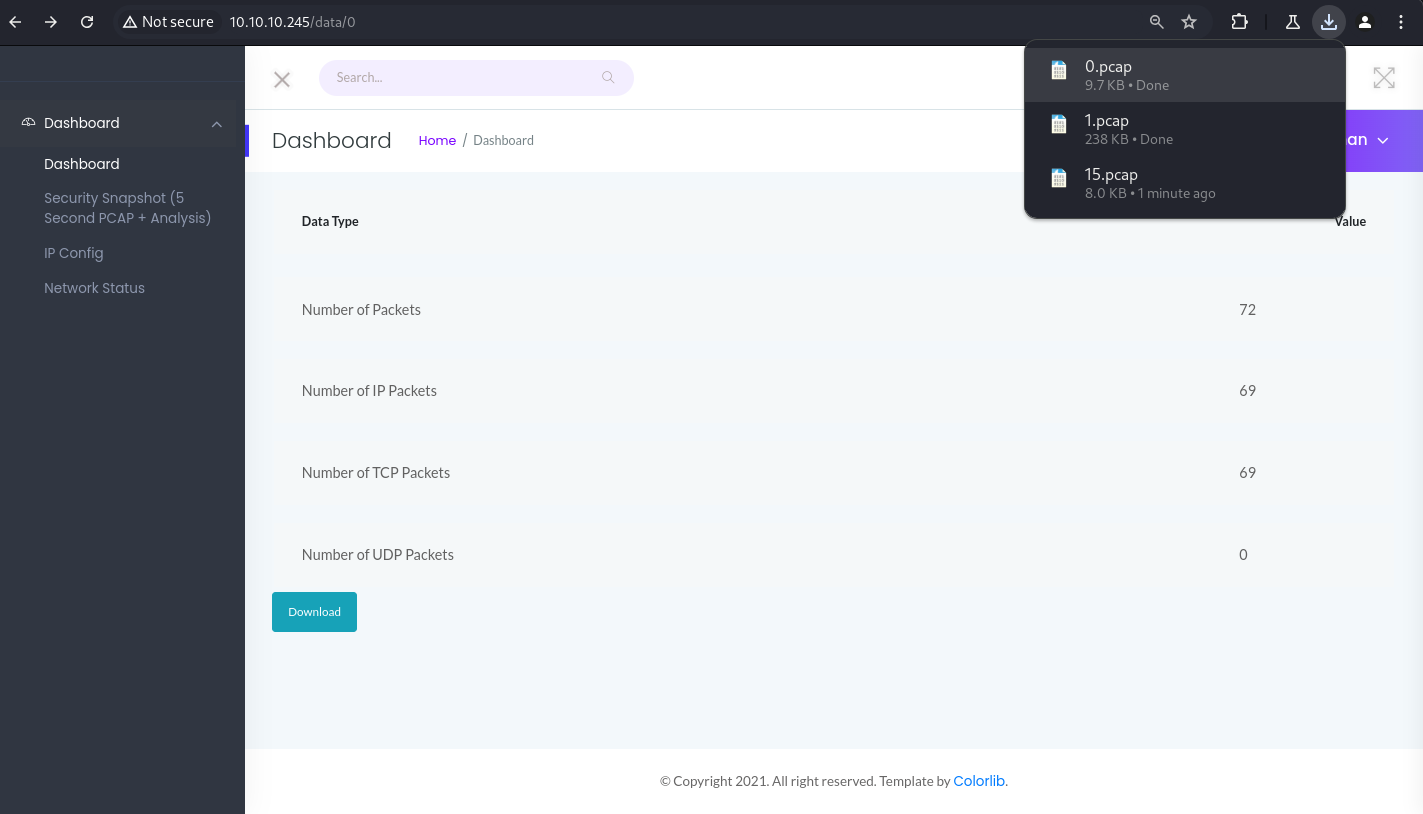 Not secure
10.10.10.245/data/0
0.pcap
9.7 KB • Done
1.pcap
238 KB • Done
15.pcap
8.0 KB • 1 minute ago
Search...
Dashboard
Dashboard
Security Snapshot (5
Second PCAP + Analysis)
IP Config
Network Status
Dashboard
Home / Dashboard
an
Data Type
Value
Number of Packets
72
Number of IP Packets
69
Number of TCP Packets
69
Number of UDP Packets
0
Download
© Copyright 2021. All right reserved. Template by Colorlib.